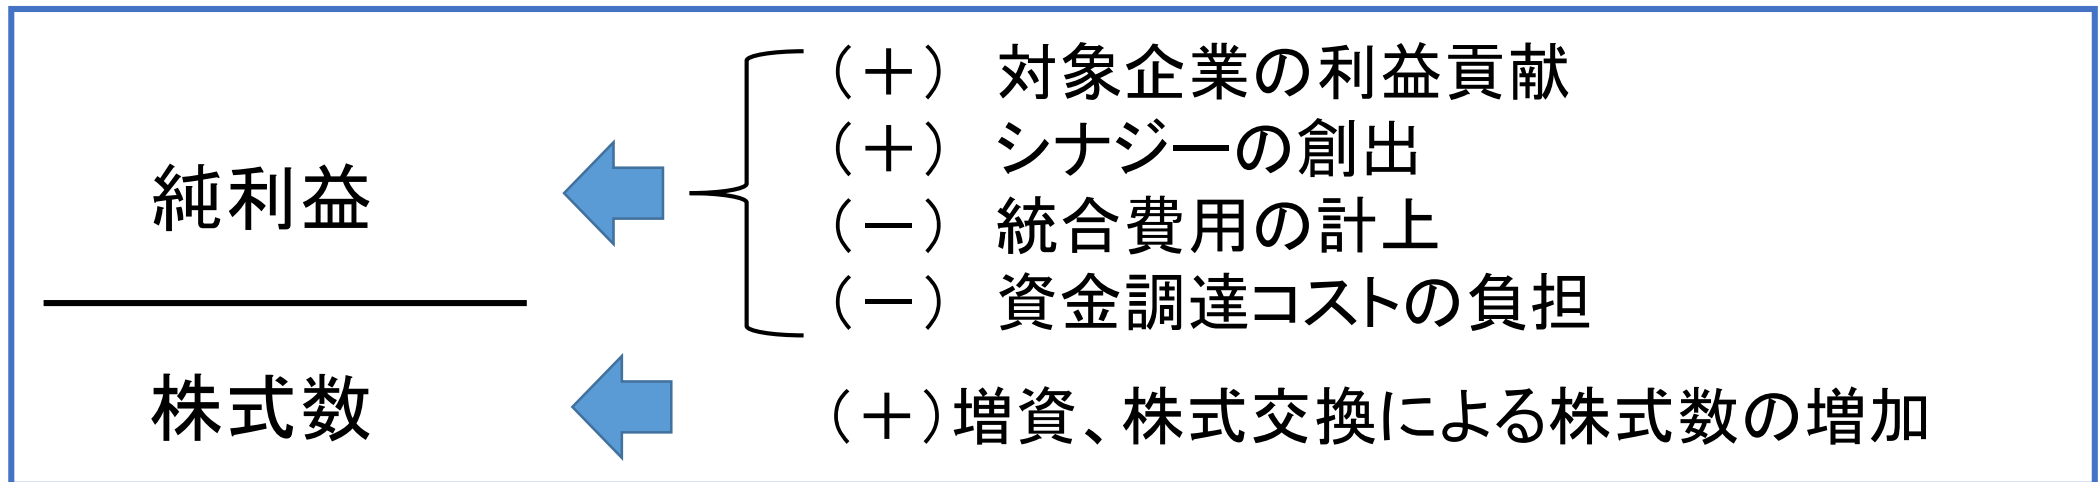 (+) 対象企業の利益貢献
(+) シナジーの創出
純利益
(-) 統合費用の計上
(-) 資金調達コストの負担
株式数
(+)増資、株式交換による株式数の増加